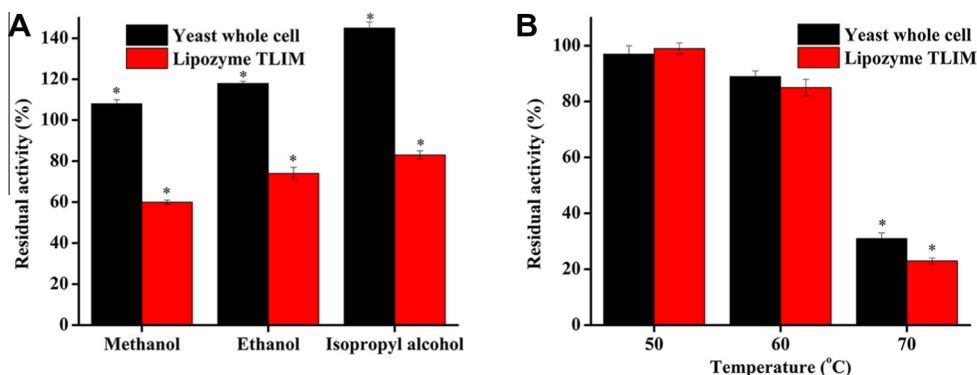 A
Yeast whole cell
Lipozyme TLIM
Residual activity (%)
140
120
100
80
60
40
20
0
* * * * * *
Methanol Ethanol Isopropyl alcohol
B
Yeast whole cell
Lipozyme TLIM
Residual activity (%)
100
80
60
40
20
0
* *
50 60 70
Temperature (°C)